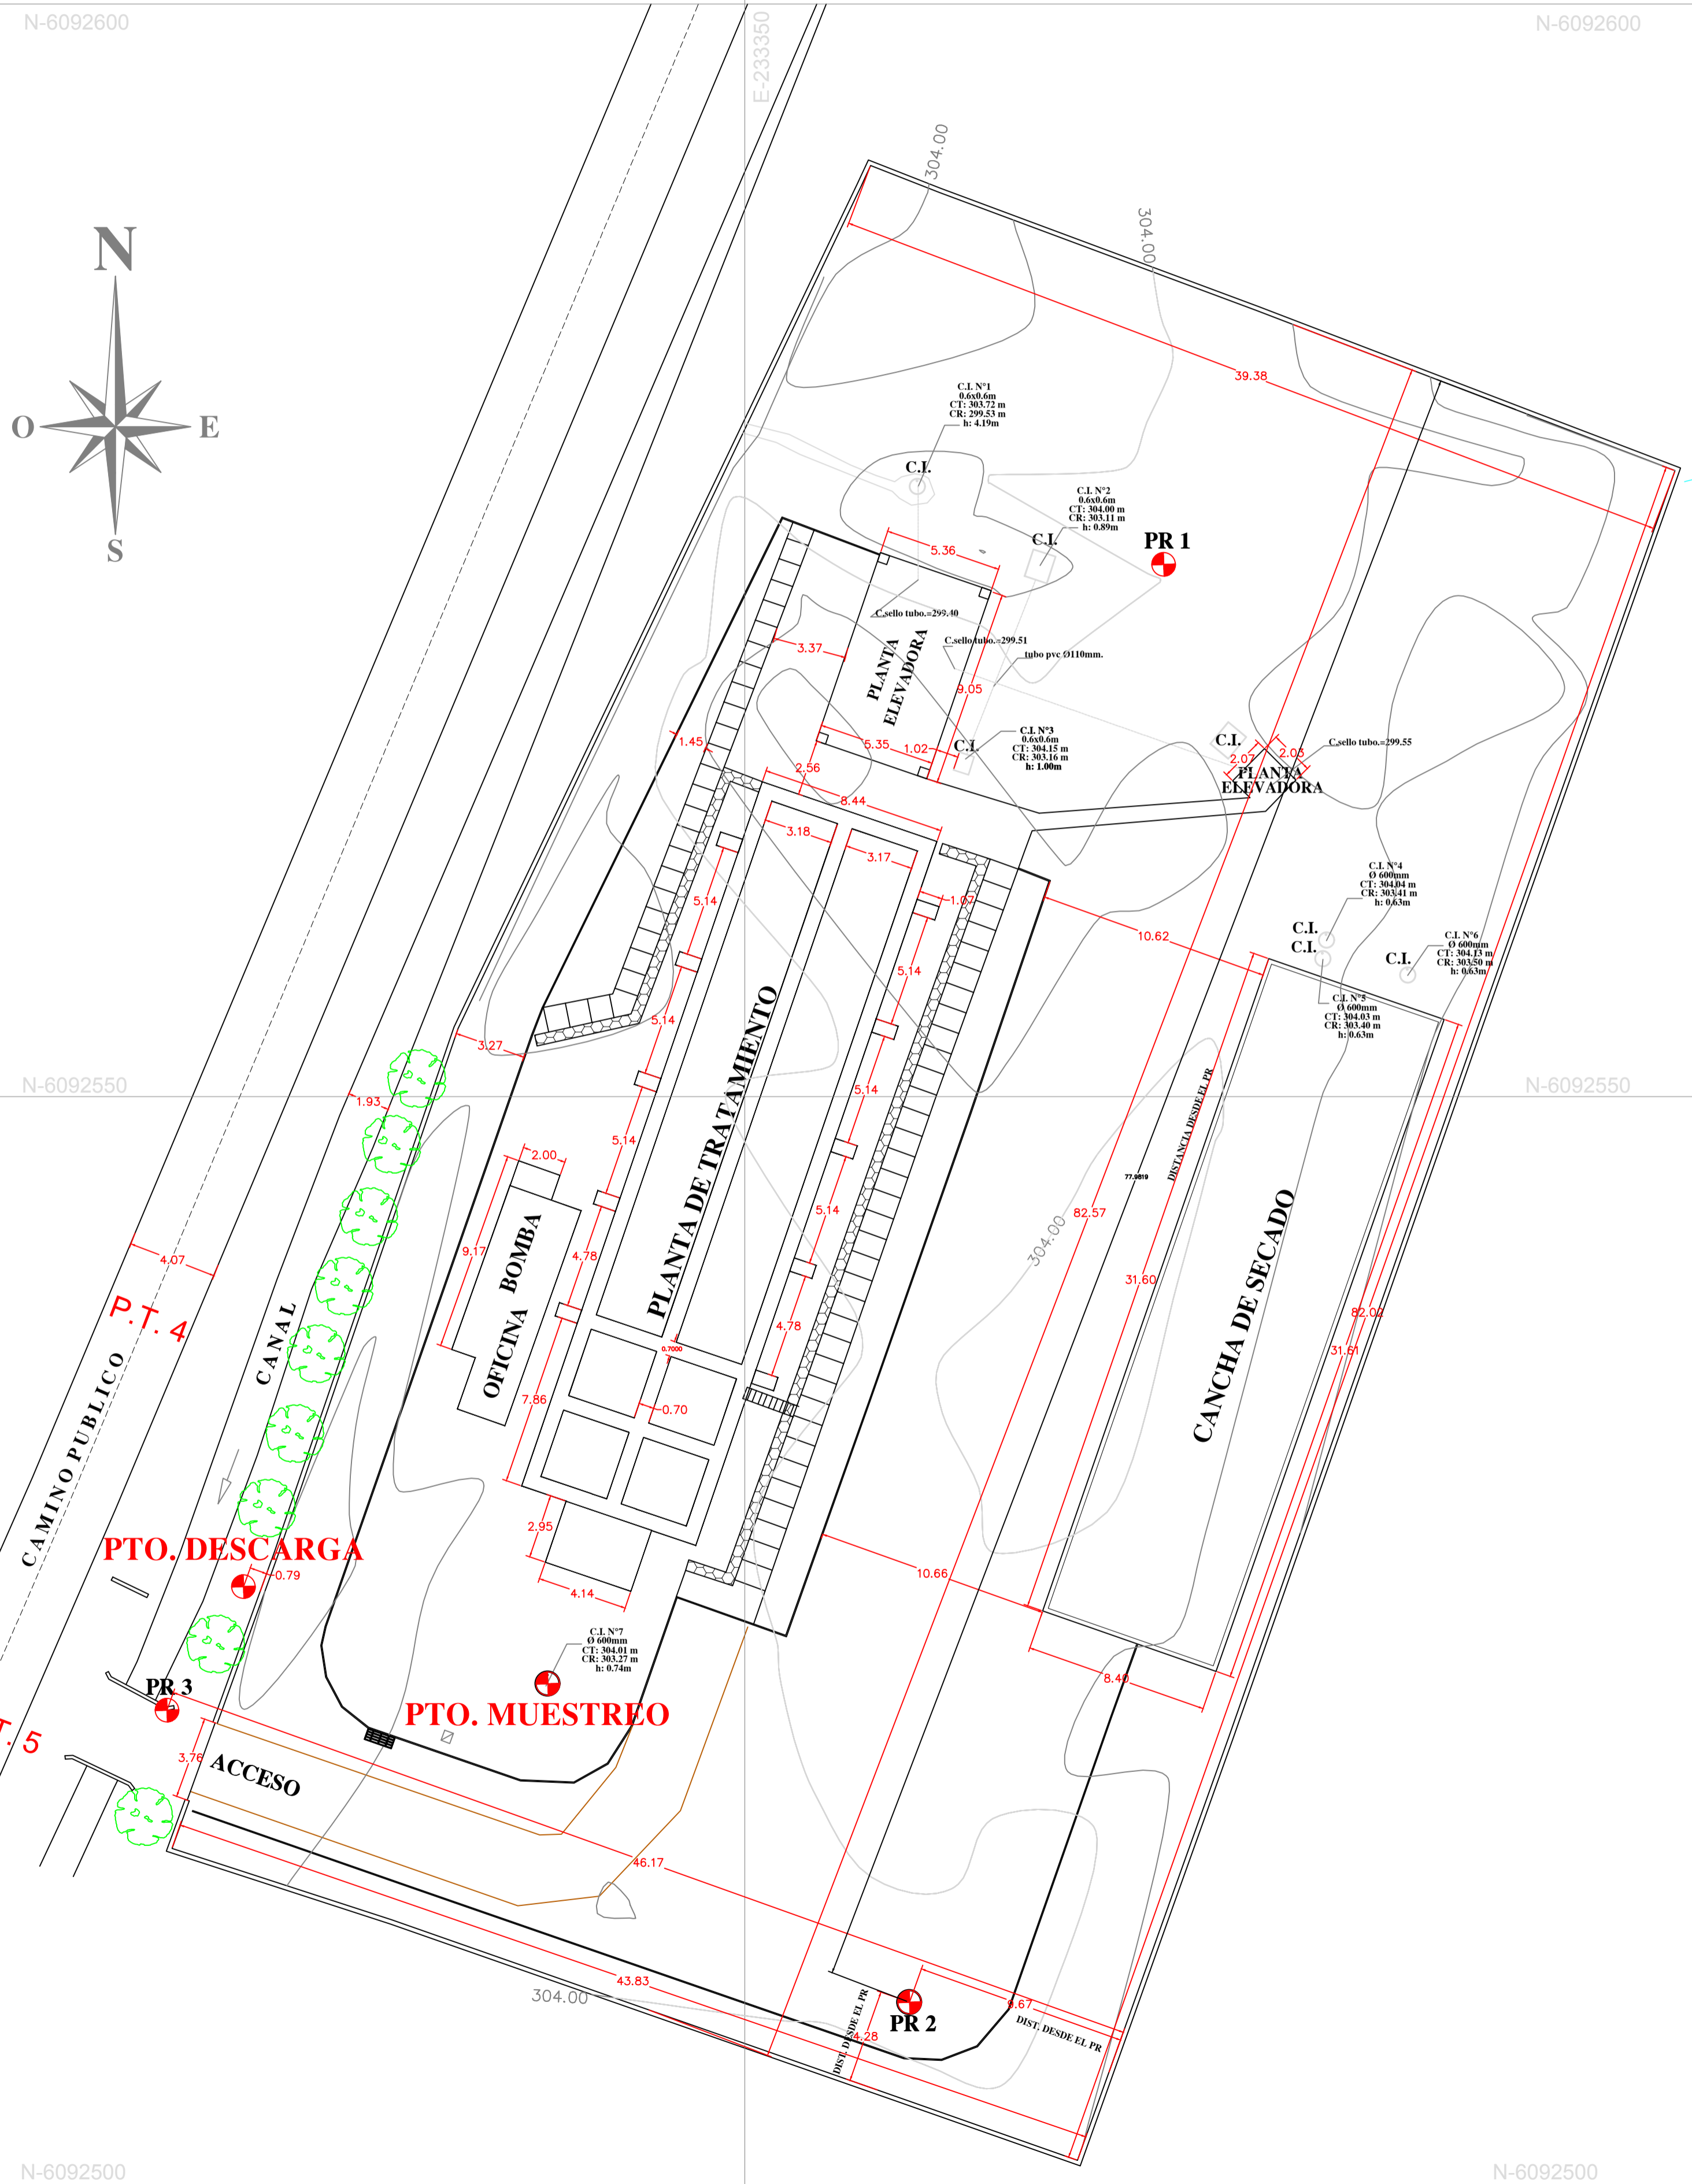 N-6092600
N-6092600
E-233350
304.00
304.00
N
O
E
S
39.38
C.I. N°1
0.6x0.6m
CT: 303.72 m
CR: 299.53 m
h: 4.19m
C.I.
C.I. N°2
0.6x0.6m
CT: 304.00 m
CR: 303.11 m
h: 0.89m
C.I.
PR 1
5.36
C.sello tubo.=299.40
C.sello tubo.=299.51
tubo pvc Ø110mm.
3.37
PLANTA
ELEVADORA
9.05
5.35
1.02
C.I.
C.I. N°3
0.6x0.6m
CT: 304.15 m
CR: 303.16 m
h: 1.00m
1.45
2.56
8.44
C.I.
2.07
2.03
C.sello tubo.=299.55
PLANTA
ELEVADORA
3.18
3.17
1.07
5.14
10.62
C.I. N°4
Ø 600mm
CT: 304.04 m
CR: 303.41 m
h: 0.63m
C.I.
C.I.
C.I.
C.I. N°6
Ø 600mm
CT: 304.13 m
CR: 303.50 m
h: 0.63m
C.I. N°5
Ø 600mm
CT: 304.03 m
CR: 303.40 m
h: 0.63m
5.14
5.14
3.27
N-6092550
N-6092550
1.93
5.14
5.14
2.00
PLANTA DE TRATAMIENTO
DISTANCIA DESDE EL PR
77.9819
82.57
5.14
304.00
9.17
OFICINA BOMBA
4.78
4.07
P.T. 4
CANAL
31.60
CANCHA DE SECADO
82.02
31.61
4.78
0.7000
0.70
7.86
CAMINO PUBLICO
PTO. DESCARGA
0.79
2.95
4.14
10.66
C.I. N°7
Ø 600mm
CT: 304.01 m
CR: 303.27 m
h: 0.74m
8.40
PR 3
PTO. MUESTREO
T. 5
3.76
ACCESO
46.17
43.83
304.00
PR 2
DIST. DESDE EL PR
4.28
9.67
DIST. DESDE EL PR
N-6092500
N-6092500